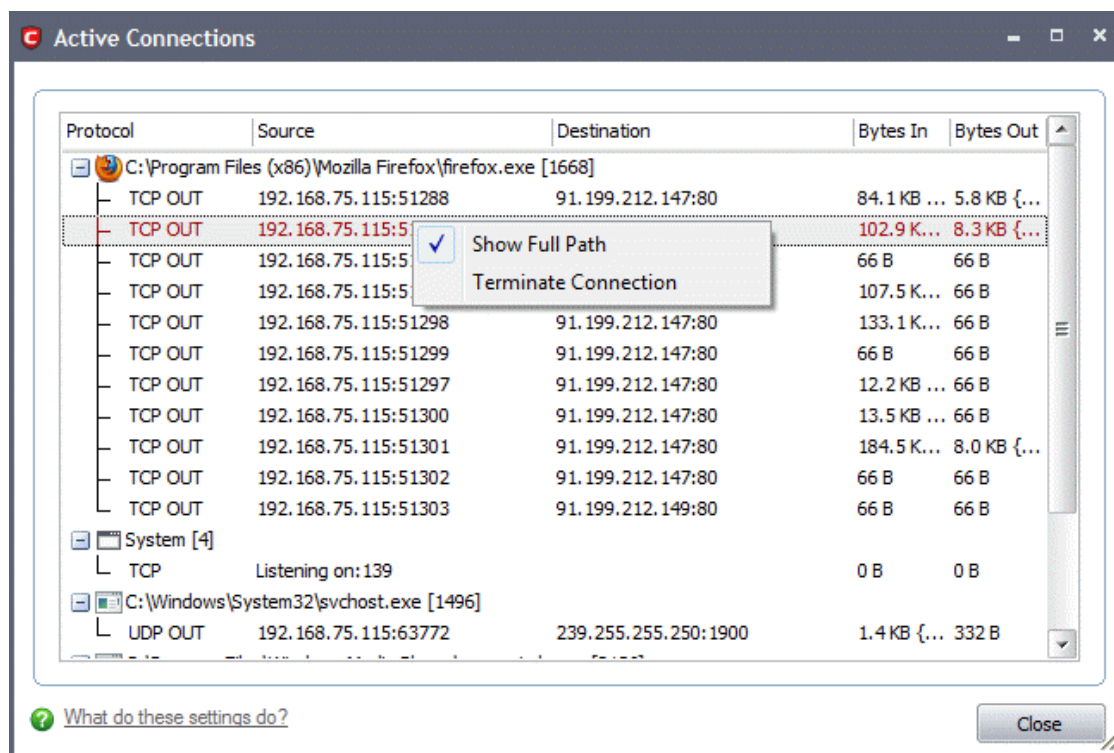 Active Connections
Protocol Source Destination Bytes In Bytes Out
C:\Program Files (x86)\Mozilla Firefox\firefox.exe [1668]
TCP OUT 192.168.75.115:51288 91.199.212.147:80 84.1 KB ... 5.8 KB {...
TCP OUT 192.168.75.115:5 102.9 K... 8.3 KB {...
Show Full Path
TCP OUT 192.168.75.115:5 66 B 66 B
Terminate Connection
TCP OUT 192.168.75.115:5 107.5 K... 66 B
TCP OUT 192.168.75.115:51298 91.199.212.147:80 133.1 K... 66 B
TCP OUT 192.168.75.115:51299 91.199.212.147:80 66 B 66 B
TCP OUT 192.168.75.115:51297 91.199.212.147:80 12.2 KB ... 66 B
TCP OUT 192.168.75.115:51300 91.199.212.147:80 13.5 KB ... 66 B
TCP OUT 192.168.75.115:51301 91.199.212.147:80 184.5 K... 8.0 KB {...
TCP OUT 192.168.75.115:51302 91.199.212.147:80 66 B 66 B
TCP OUT 192.168.75.115:51303 91.199.212.149:80 66 B 66 B
System [4]
TCP Listening on: 139 0 B 0 B
C:\Windows\System32\svchost.exe [1496]
UDP OUT 192.168.75.115:63772 239.255.255.250:1900 1.4 KB {... 332 B
What do these settings do?
Close